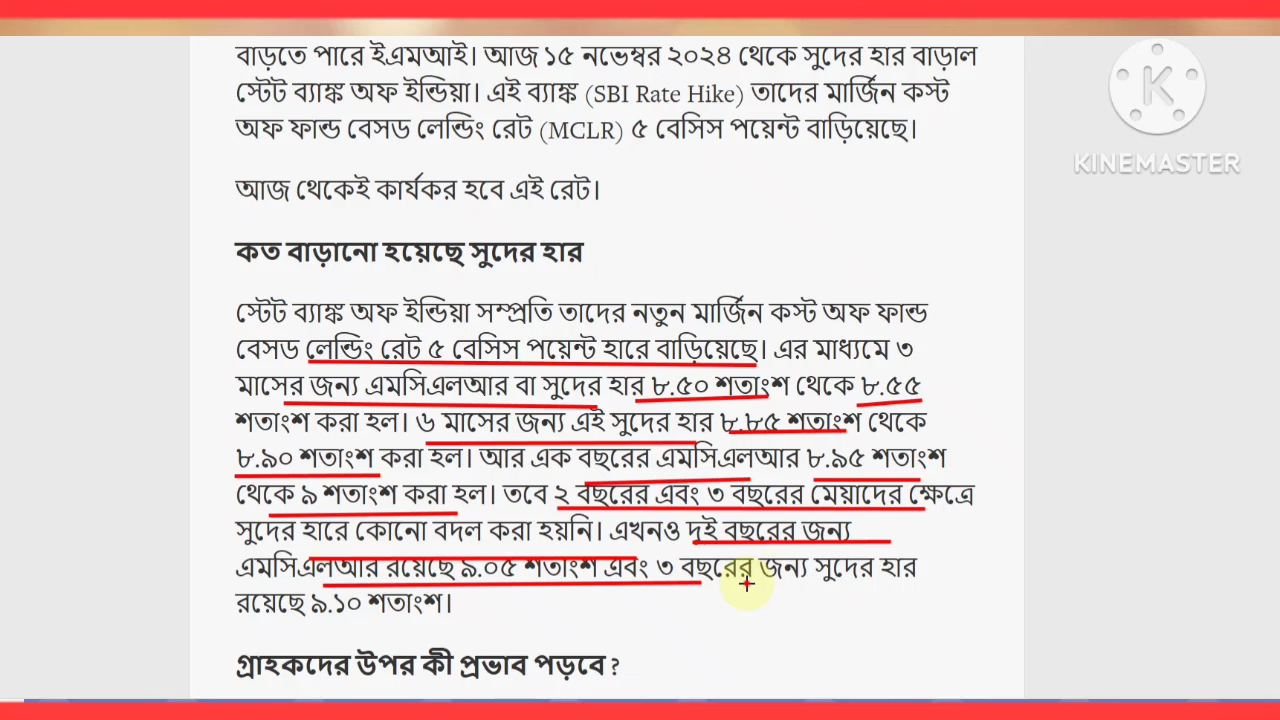 বাড়তে পারে ইএমআই। আজ ১৫ নভেম্বর ২০২৪ থেকে সুদের হার বাড়াল
স্টেট ব্যাঙ্ক অফ ইন্ডিয়া। এই ব্যাঙ্ক (SBI Rate Hike) তাদের মার্জিন কস্ট
অফ ফান্ড বেসড লেন্ডিং রেট (MCLR) ৫ বেসিস পয়েন্ট বাড়িয়েছে।
আজ থেকেই কার্যকর হবে এই রেট।
কত বাড়ানো হয়েছে সুদের হার
স্টেট ব্যাঙ্ক অফ ইন্ডিয়া সম্প্রতি তাদের নতুন মার্জিন কস্ট অফ ফান্ড
বেসড লেন্ডিং রেট ৫ বেসিস পয়েন্ট হারে বাড়িয়েছে। এর মাধ্যমে ৩
মাসের জন্য এমসিএলআর বা সুদের হার ৮.৫০ শতাংশ থেকে ৮.৫৫
শতাংশ করা হল। ৬ মাসের জন্য এই সুদের হার ৮.৮৫ শতাংশ থেকে
৮.৯০ শতাংশ করা হল। আর এক বছরের এমসিএলআর ৮.৯৫ শতাংশ
থেকে ৯ শতাংশ করা হল। তবে ২ বছরের এবং ৩ বছরের মেয়াদের ক্ষেত্রে
সুদের হারে কোনো বদল করা হয়নি। এখনও দুই বছরের জন্য
এমসিএলআর রয়েছে ৯.০৫ শতাংশ এবং ৩ বছরের জন্য সুদের হার
রয়েছে ৯.১০ শতাংশ।
গ্রাহকদের উপর কী প্রভাব পড়বে?
K
KINEMASTER